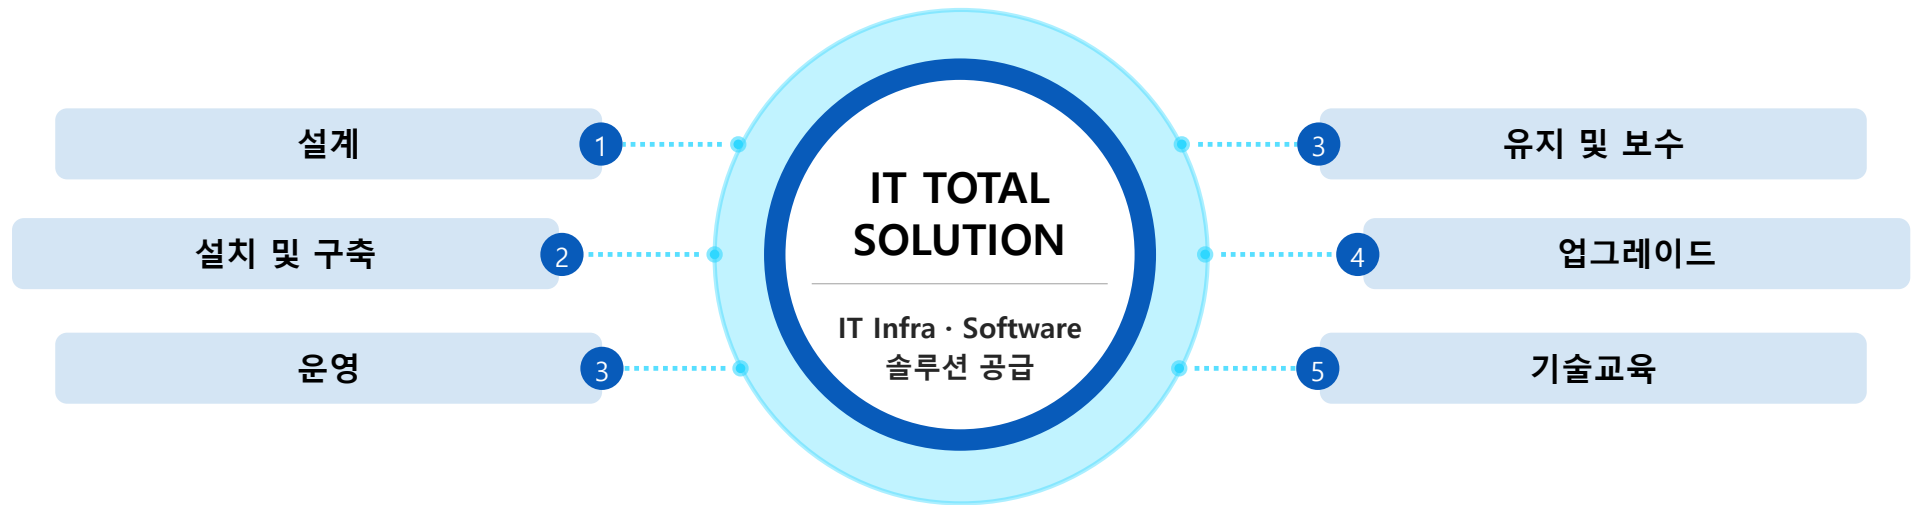 설계
1
설치 및 구축
2
운영
3
IT TOTAL
SOLUTION
IT Infra · Software
솔루션 공급
3
유지 및 보수
4
업그레이드
5
기술교육